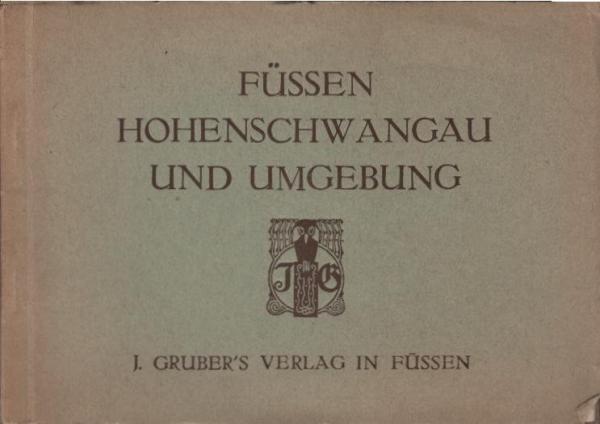 FÜSSEN
HOHENSCHWANGAU
UND UMGEBUNG
J G
J. GRUBER'S VERLAG IN FÜSSEN